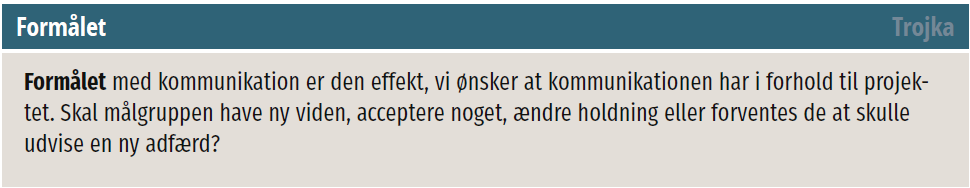 Formålet Trojka
Formålet med kommunikation er den effekt, vi ønsker at kommunikationen har i forhold til projek-
tet. Skal målgruppen have ny viden, acceptere noget, ændre holdning eller forventes de at skulle
udvise en ny adfærd?